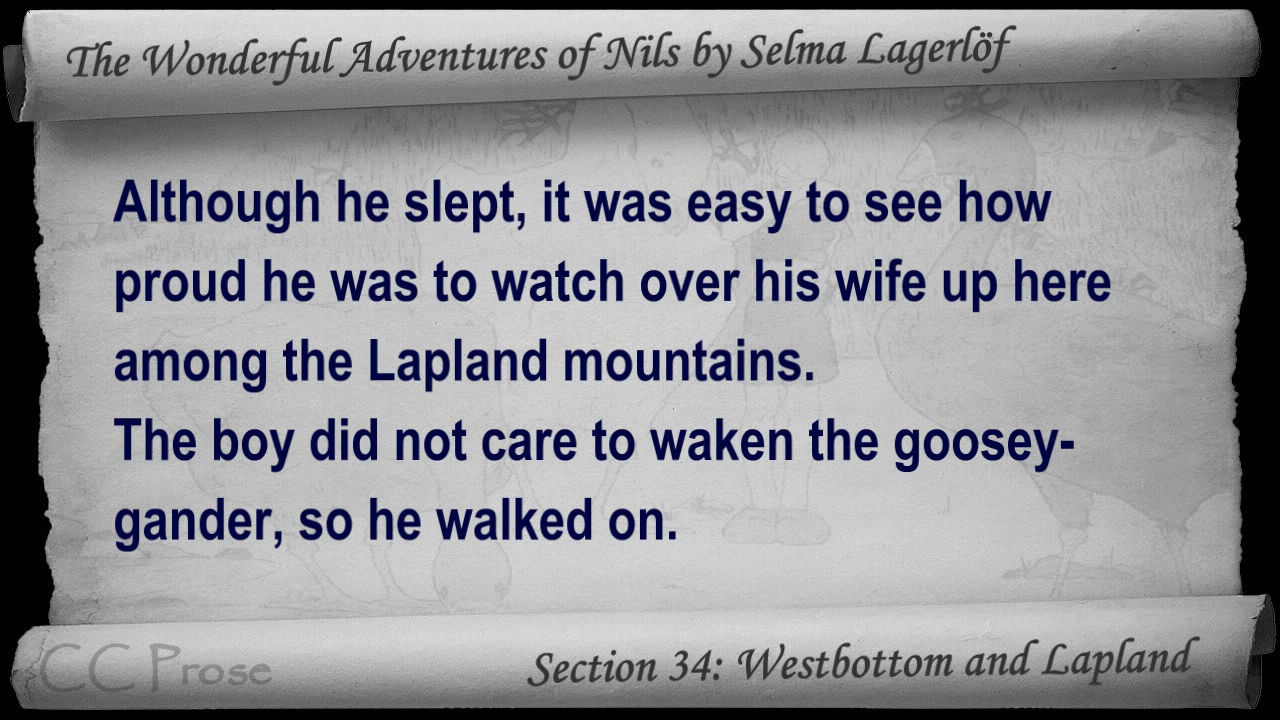 The Wonderful Adventures of Nils by Selma Lagerlöf
Although he slept, it was easy to see how
proud he was to watch over his wife up here
among the Lapland mountains.
The boy did not care to waken the goosey-
gander, so he walked on.
CC Prose
Section 34: Westbottom and Lapland